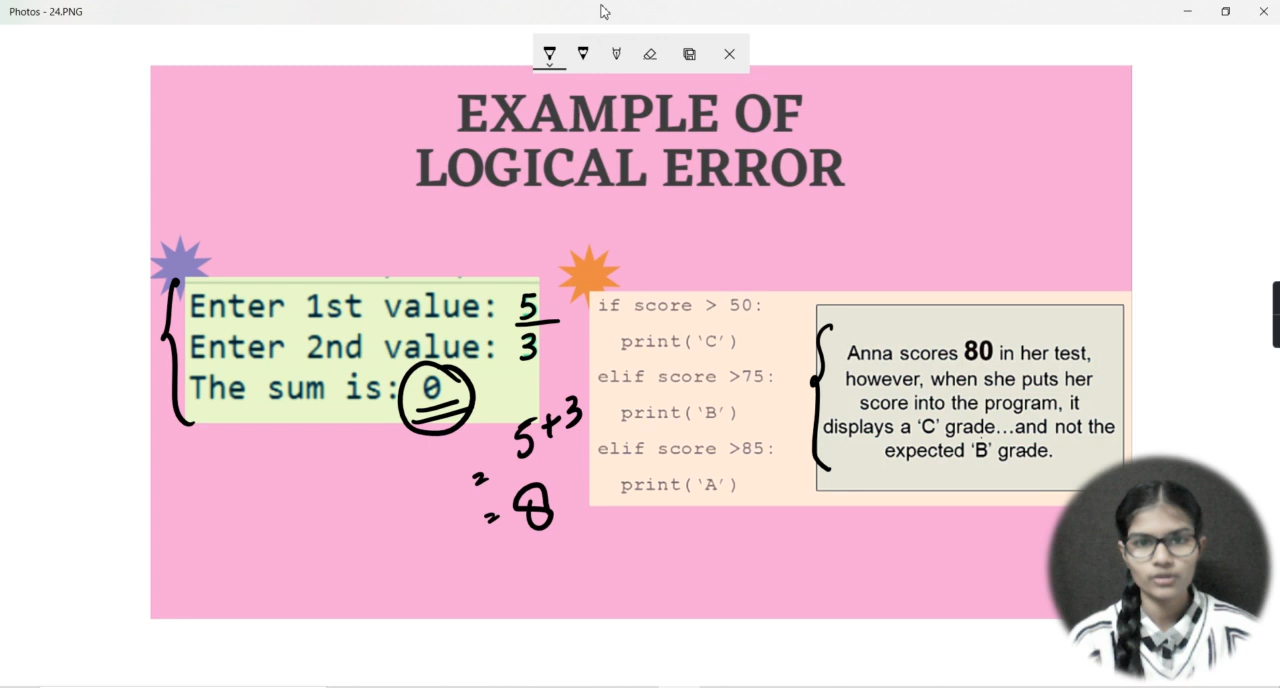 Photos - 24.PNG
EXAMPLE OF
LOGICAL ERROR
Enter 1st value: 5
Enter 2nd value: 3
The sum is: 0
5+3
=
= 8
if score > 50:
print('C')
elif score >75:
print('B')
elif score >85:
print('A')
Anna scores 80 in her test,
however, when she puts her
score into the program, it
displays a 'C' grade...and not the
expected 'B' grade.